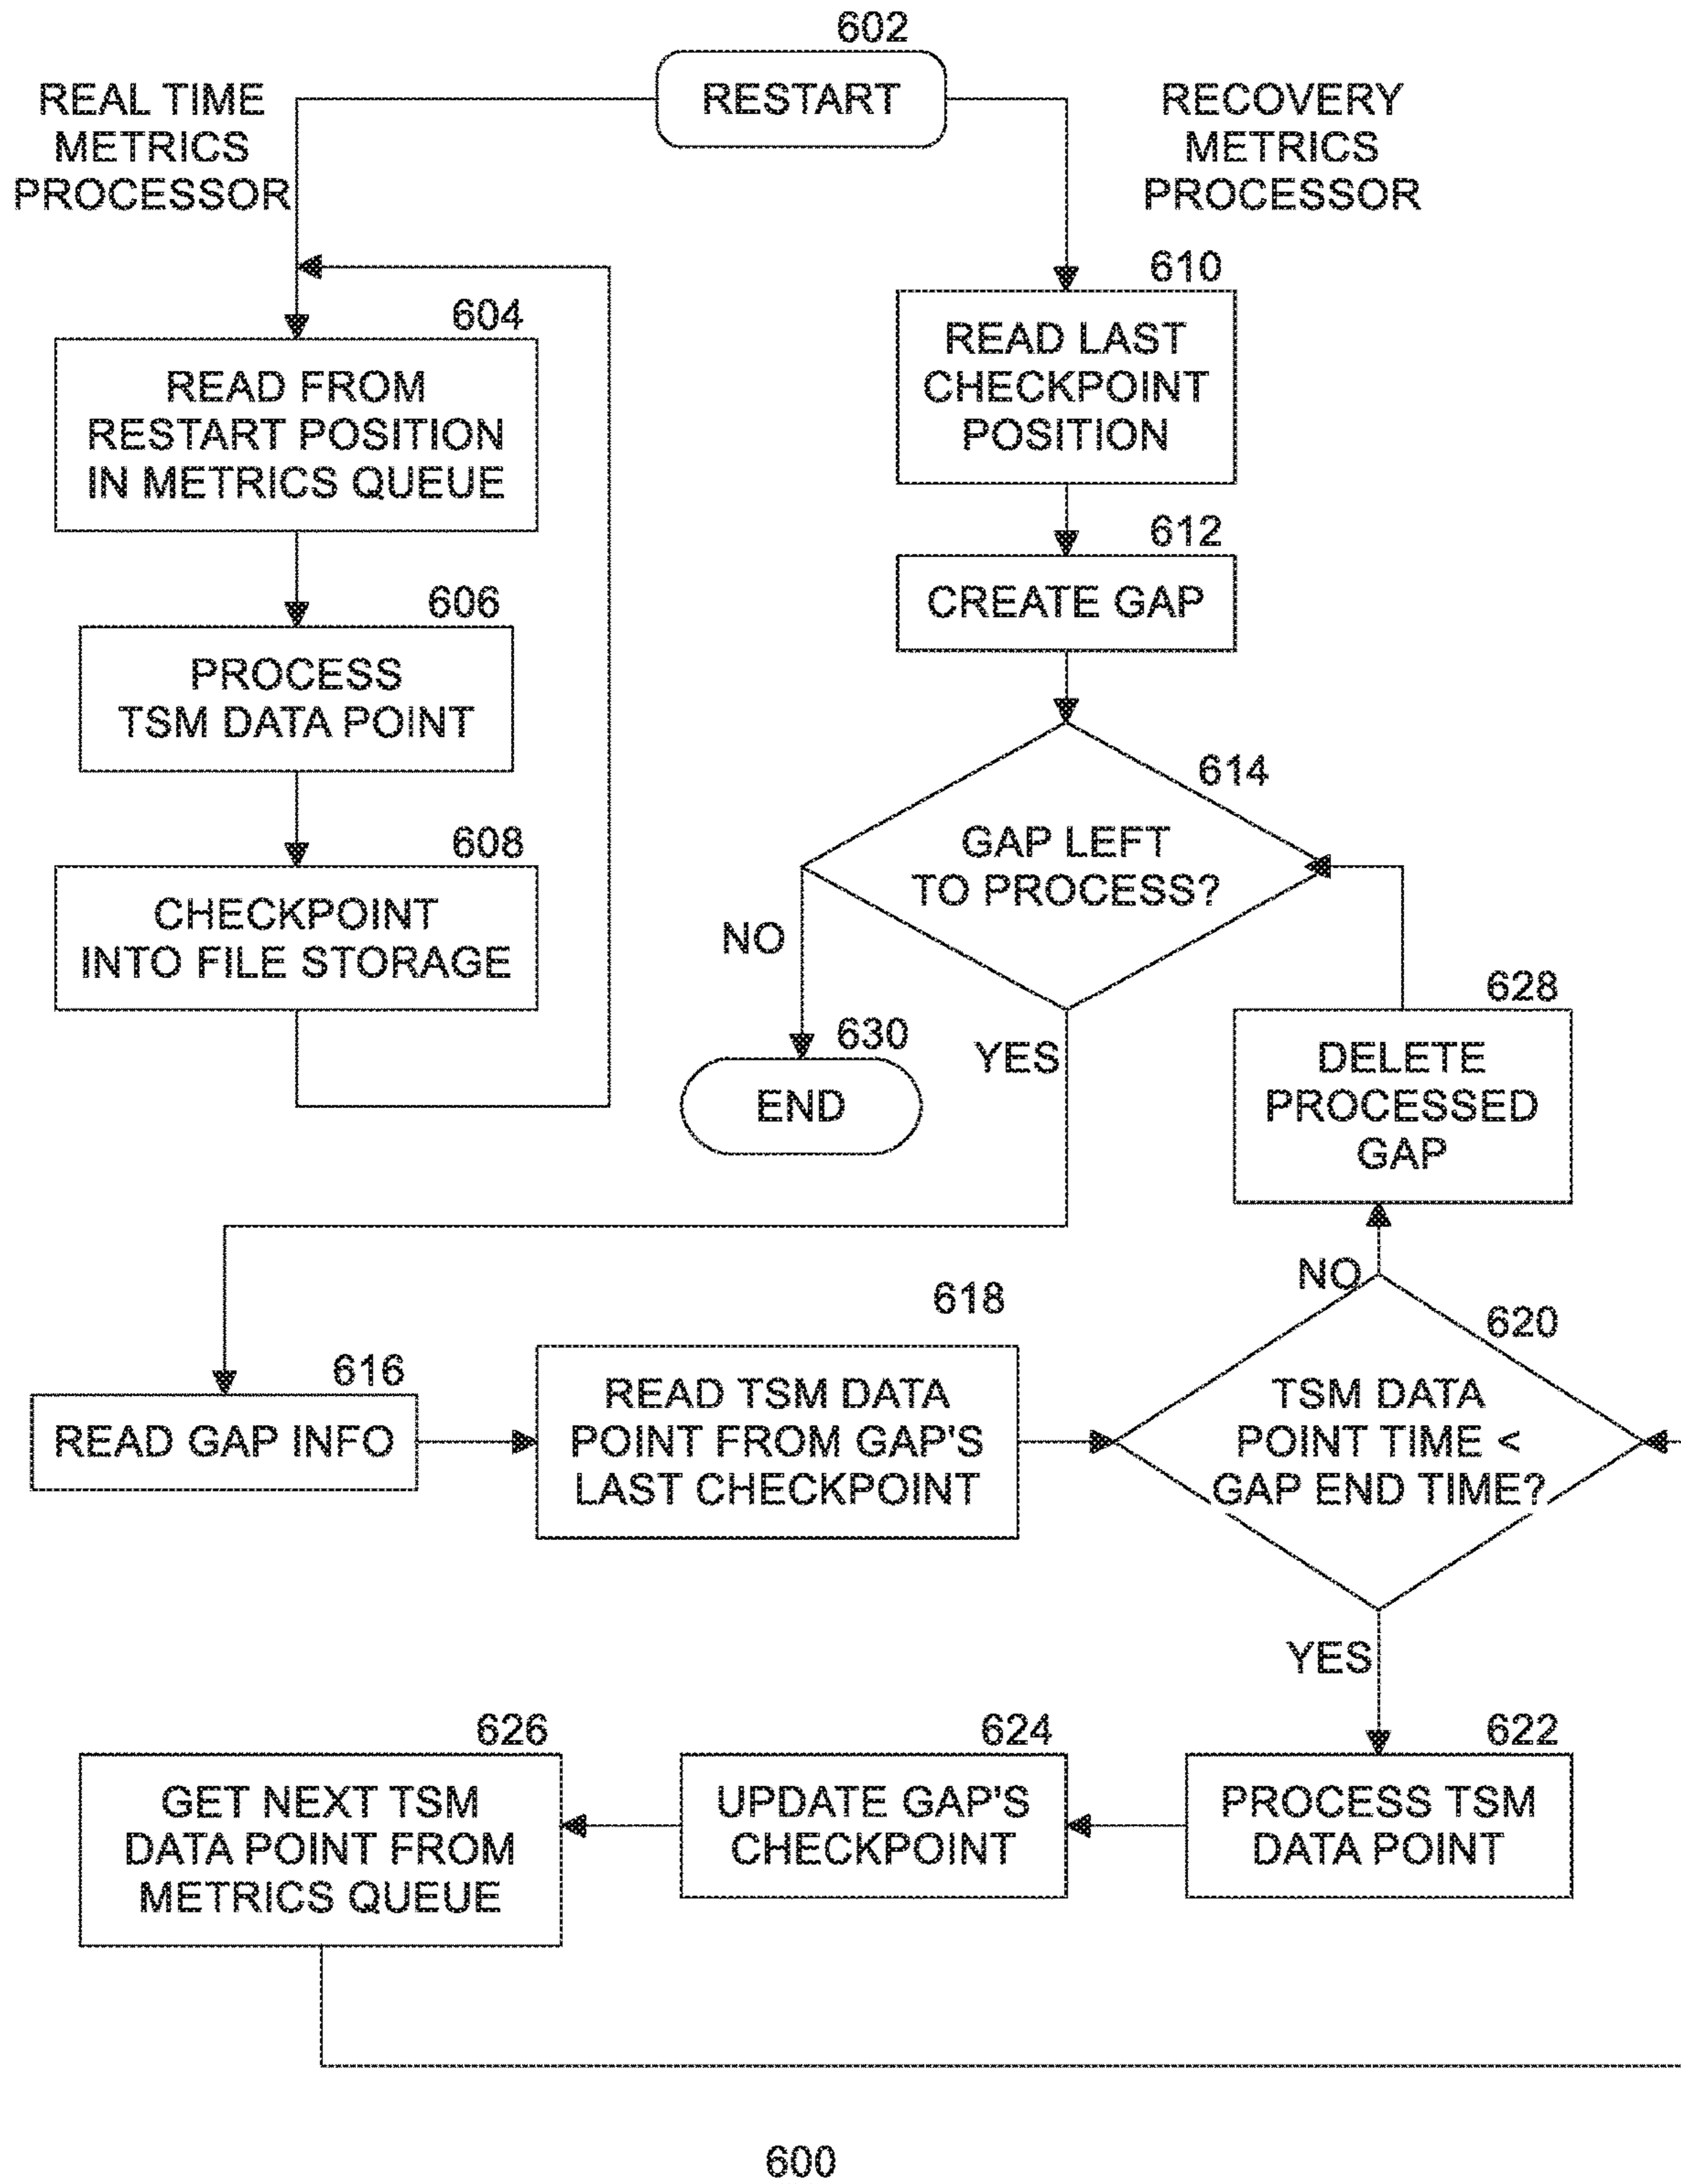 602
RESTART
REAL TIME
METRICS
PROCESSOR
RECOVERY
METRICS
PROCESSOR
604
READ FROM
RESTART POSITION
IN METRICS QUEUE
606
PROCESS
TSM DATA POINT
608
CHECKPOINT
INTO FILE STORAGE
610
READ LAST
CHECKPOINT
POSITION
612
CREATE GAP
614
GAP LEFT
TO PROCESS?
NO
630
END
YES
628
DELETE
PROCESSED
GAP
616
READ GAP INFO
618
READ TSM DATA
POINT FROM GAP'S
LAST CHECKPOINT
NO
620
TSM DATA
POINT TIME <
GAP END TIME?
YES
622
PROCESS TSM
DATA POINT
624
UPDATE GAP'S
CHECKPOINT
626
GET NEXT TSM
DATA POINT FROM
METRICS QUEUE
600